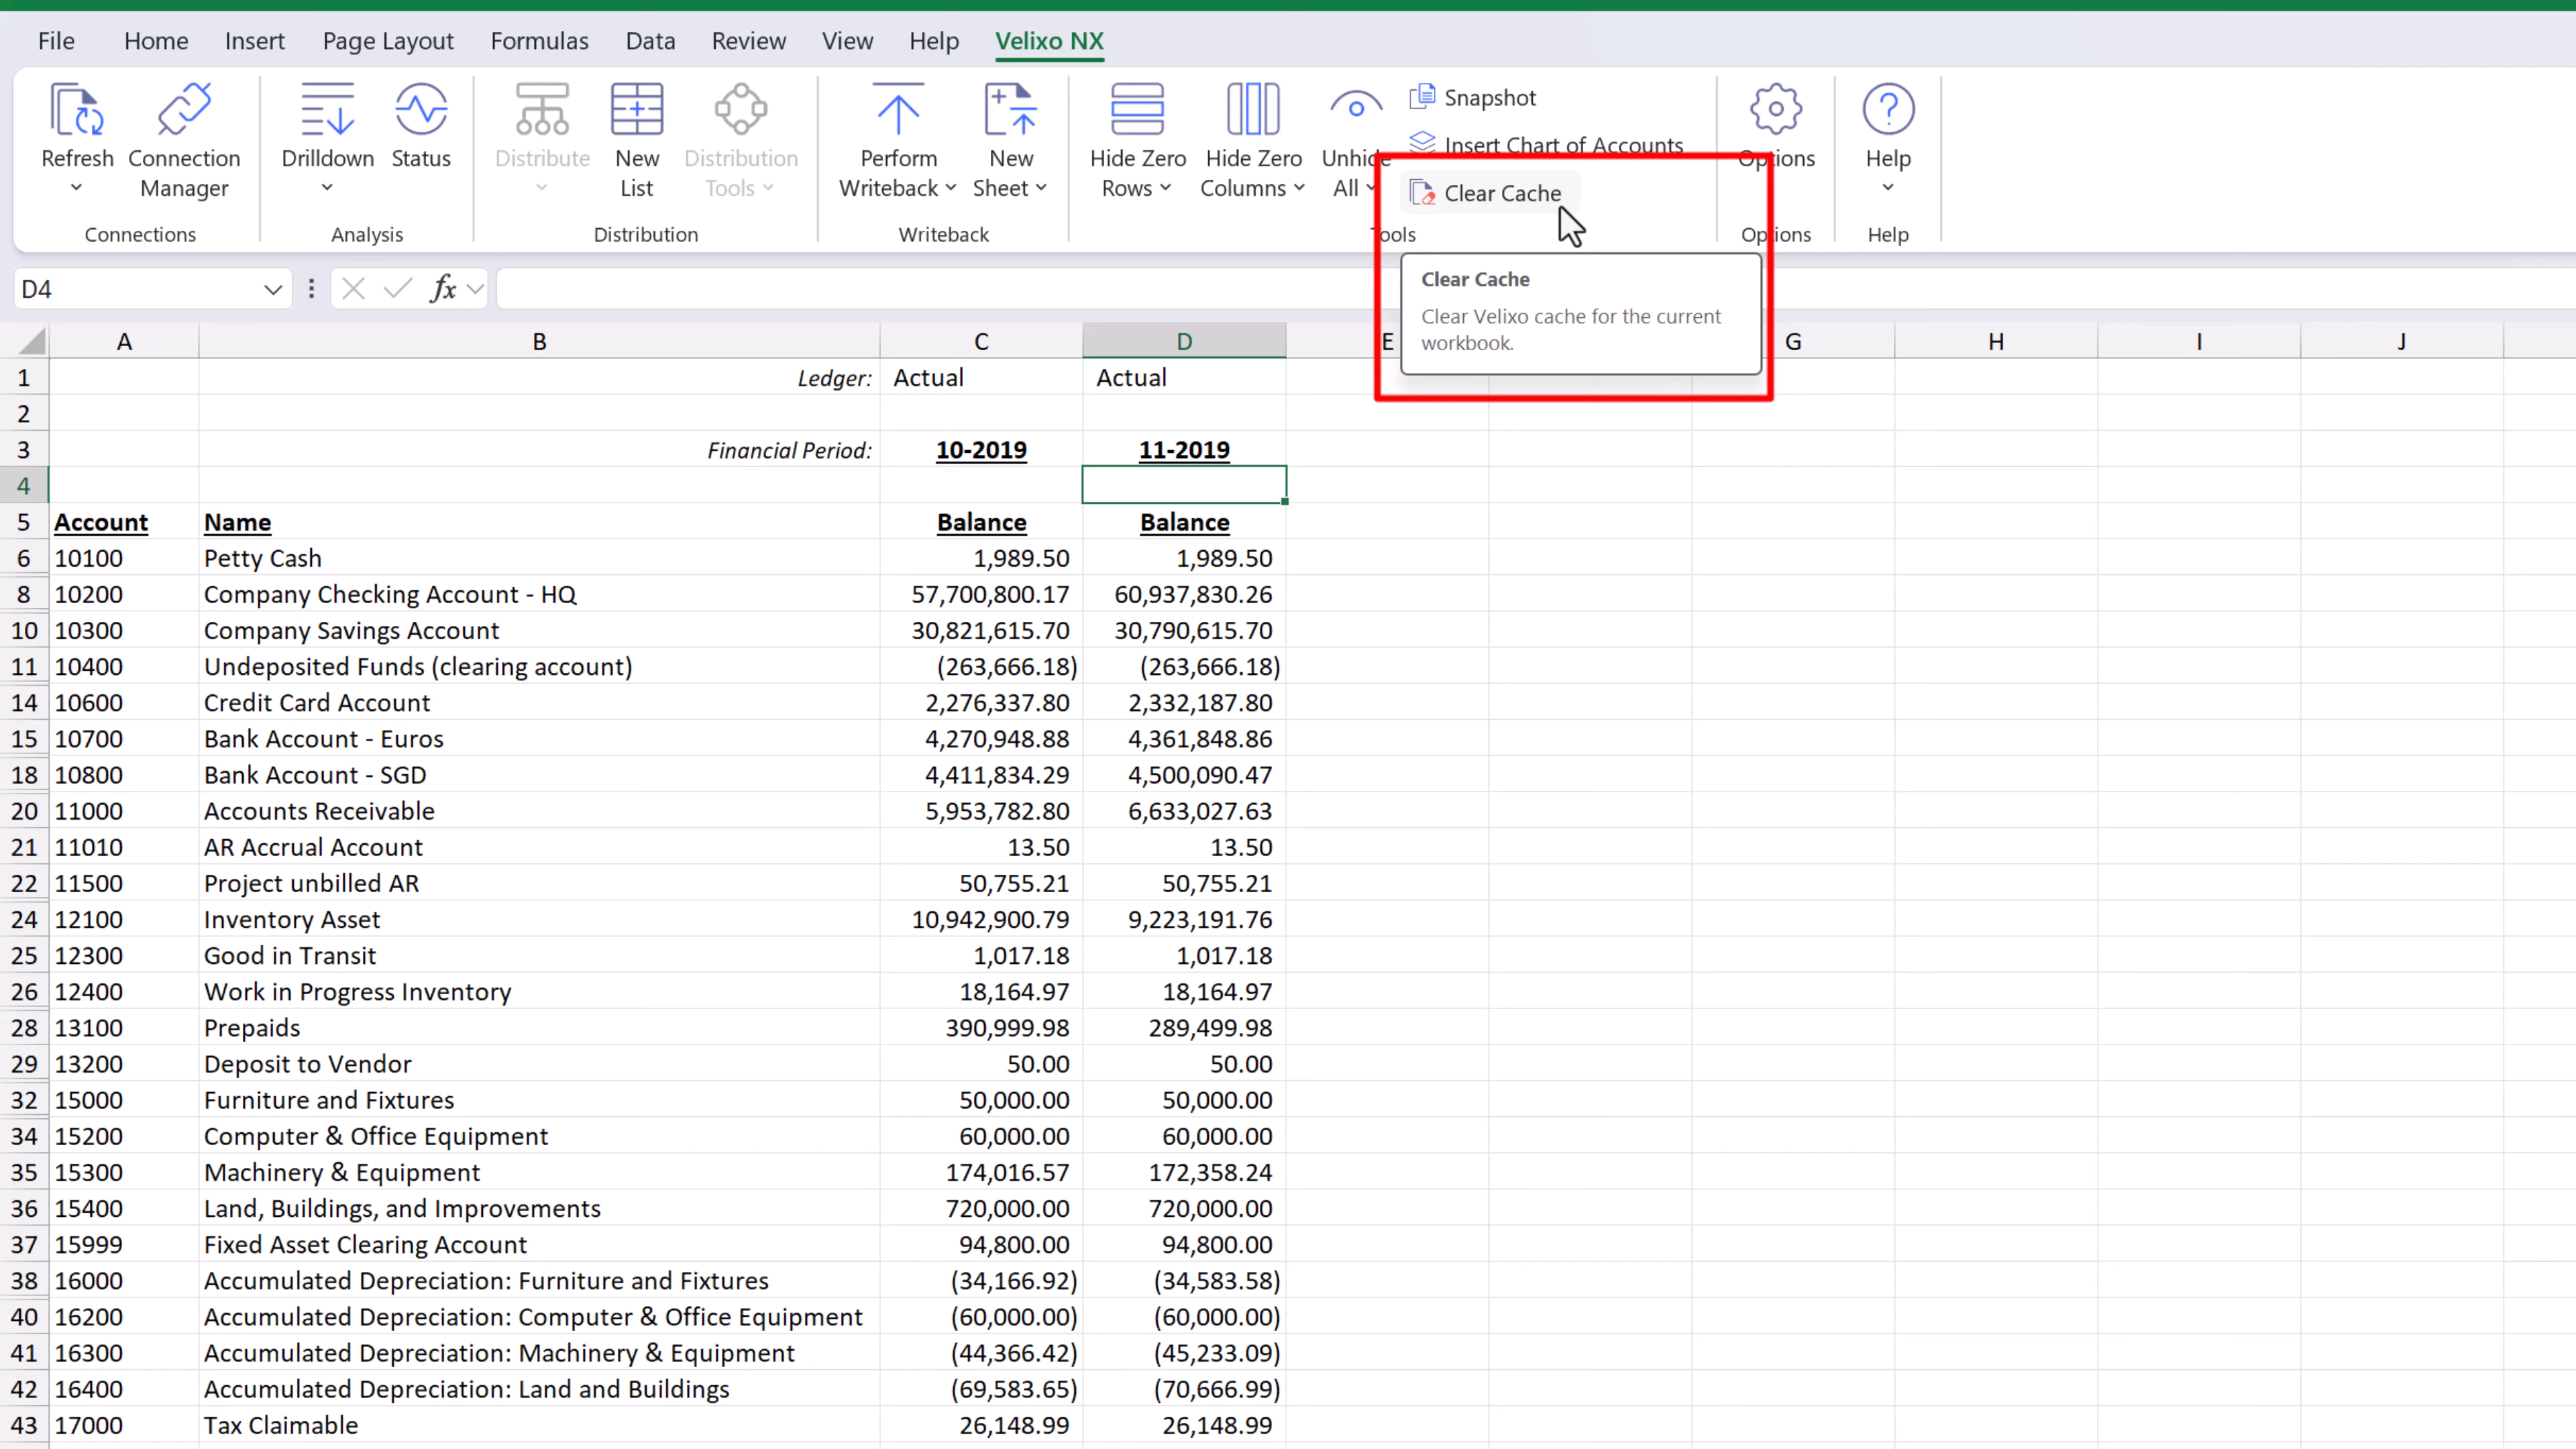 File Home Insert Page Layout Formulas Data Review View Help Velixo NX
Snapshot
Insert Chart of Accounts
Refresh Connection Manager Drilldown Status Distribute New List Distribution Tools Perform Writeback New Sheet Hide Zero Rows Hide Zero Columns Unhide All Options Help
Clear Cache
Connections Analysis Distribution Writeback Tools Options Help
D4 fx
Clear Cache
Clear Velixo cache for the current
workbook.
A B C D E G H I J
1 Ledger: Actual Actual
2
3 Financial Period: 10-2019 11-2019
4
5 Account Name Balance Balance
6 10100 Petty Cash 1,989.50 1,989.50
8 10200 Company Checking Account - HQ 57,700,800.17 60,937,830.26
10 10300 Company Savings Account 30,821,615.70 30,790,615.70
11 10400 Undeposited Funds (clearing account) (263,666.18) (263,666.18)
14 10600 Credit Card Account 2,276,337.80 2,332,187.80
15 10700 Bank Account - Euros 4,270,948.88 4,361,848.86
18 10800 Bank Account - SGD 4,411,834.29 4,500,090.47
20 11000 Accounts Receivable 5,953,782.80 6,633,027.63
21 11010 AR Accrual Account 13.50 13.50
22 11500 Project unbilled AR 50,755.21 50,755.21
24 12100 Inventory Asset 10,942,900.79 9,223,191.76
25 12300 Good in Transit 1,017.18 1,017.18
26 12400 Work in Progress Inventory 18,164.97 18,164.97
28 13100 Prepaids 390,999.98 289,499.98
29 13200 Deposit to Vendor 50.00 50.00
32 15000 Furniture and Fixtures 50,000.00 50,000.00
34 15200 Computer & Office Equipment 60,000.00 60,000.00
35 15300 Machinery & Equipment 174,016.57 172,358.24
36 15400 Land, Buildings, and Improvements 720,000.00 720,000.00
37 15999 Fixed Asset Clearing Account 94,800.00 94,800.00
38 16000 Accumulated Depreciation: Furniture and Fixtures (34,166.92) (34,583.58)
40 16200 Accumulated Depreciation: Computer & Office Equipment (60,000.00) (60,000.00)
41 16300 Accumulated Depreciation: Machinery & Equipment (44,366.42) (45,233.09)
42 16400 Accumulated Depreciation: Land and Buildings (69,583.65) (70,666.99)
43 17000 Tax Claimable 26,148.99 26,148.99